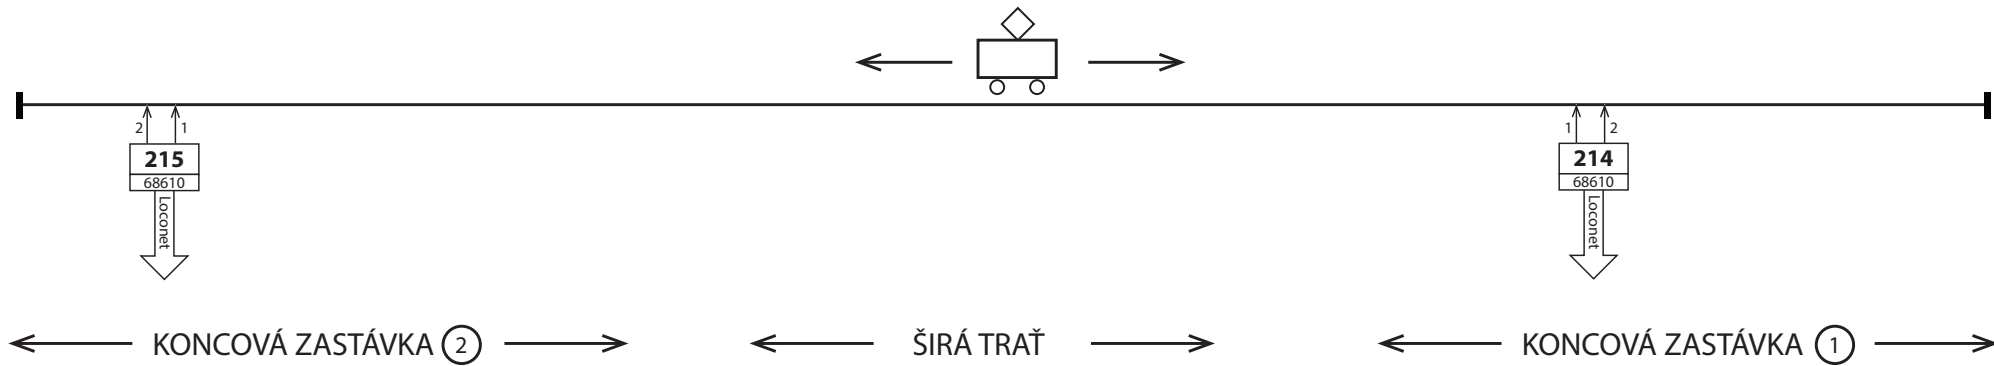 2 1
215
68610
Loconet
1 2
214
68610
Loconet
KONCOVÁ ZASTÁVKA 2
ŠIRÁ TRAŤ
KONCOVÁ ZASTÁVKA 1